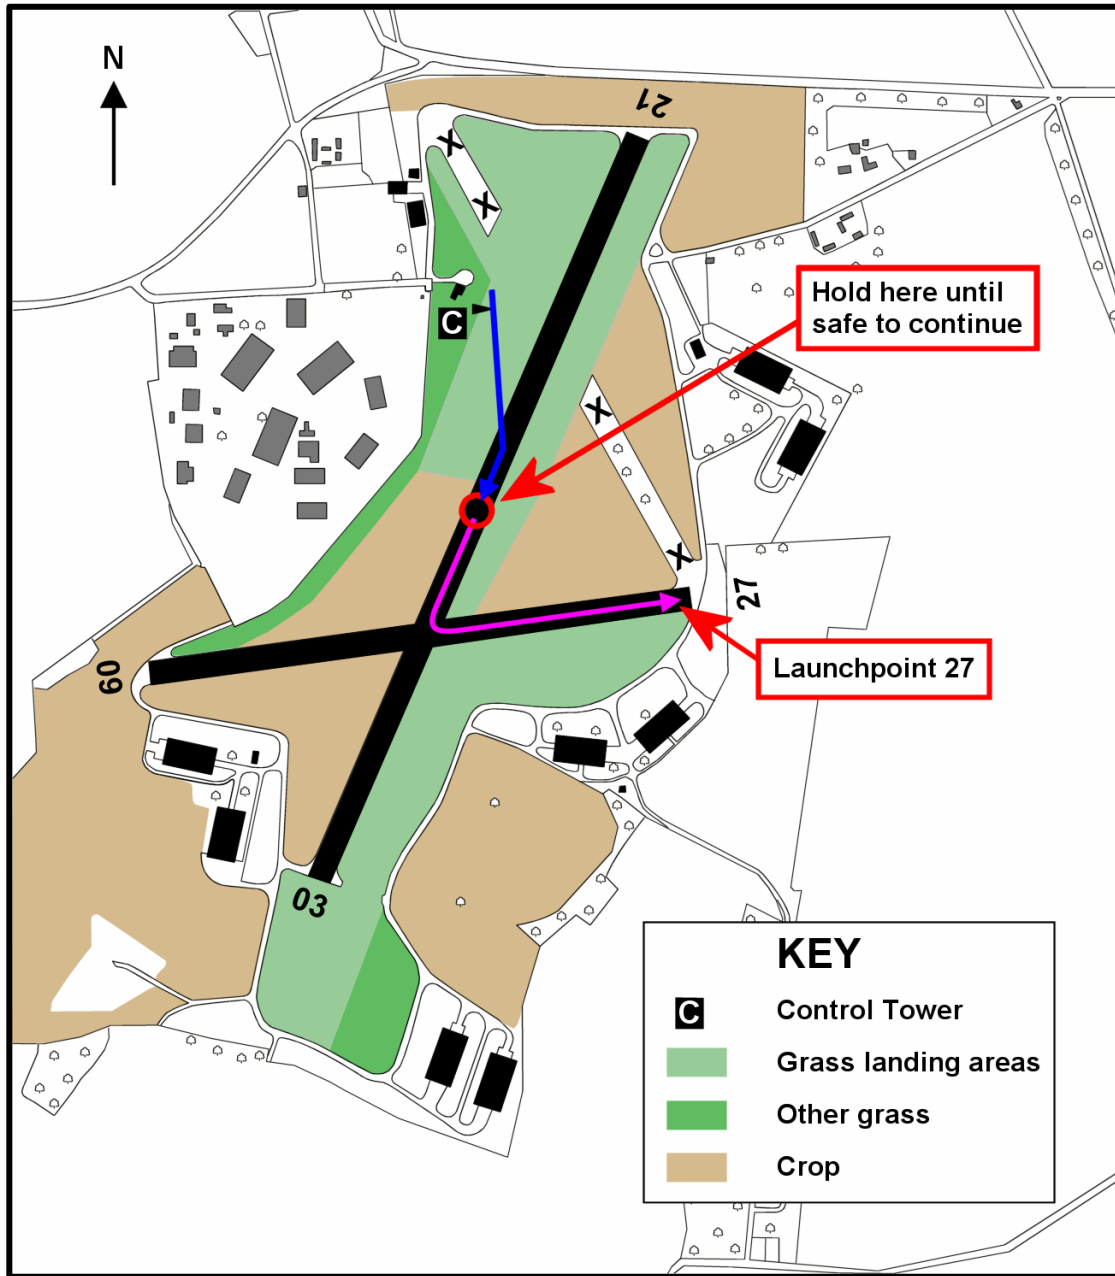 N
21
X
X
Hold here until
safe to continue
C
X
X
27
09
Launchpoint 27
03
KEY
C Control Tower
Grass landing areas
Other grass
Crop